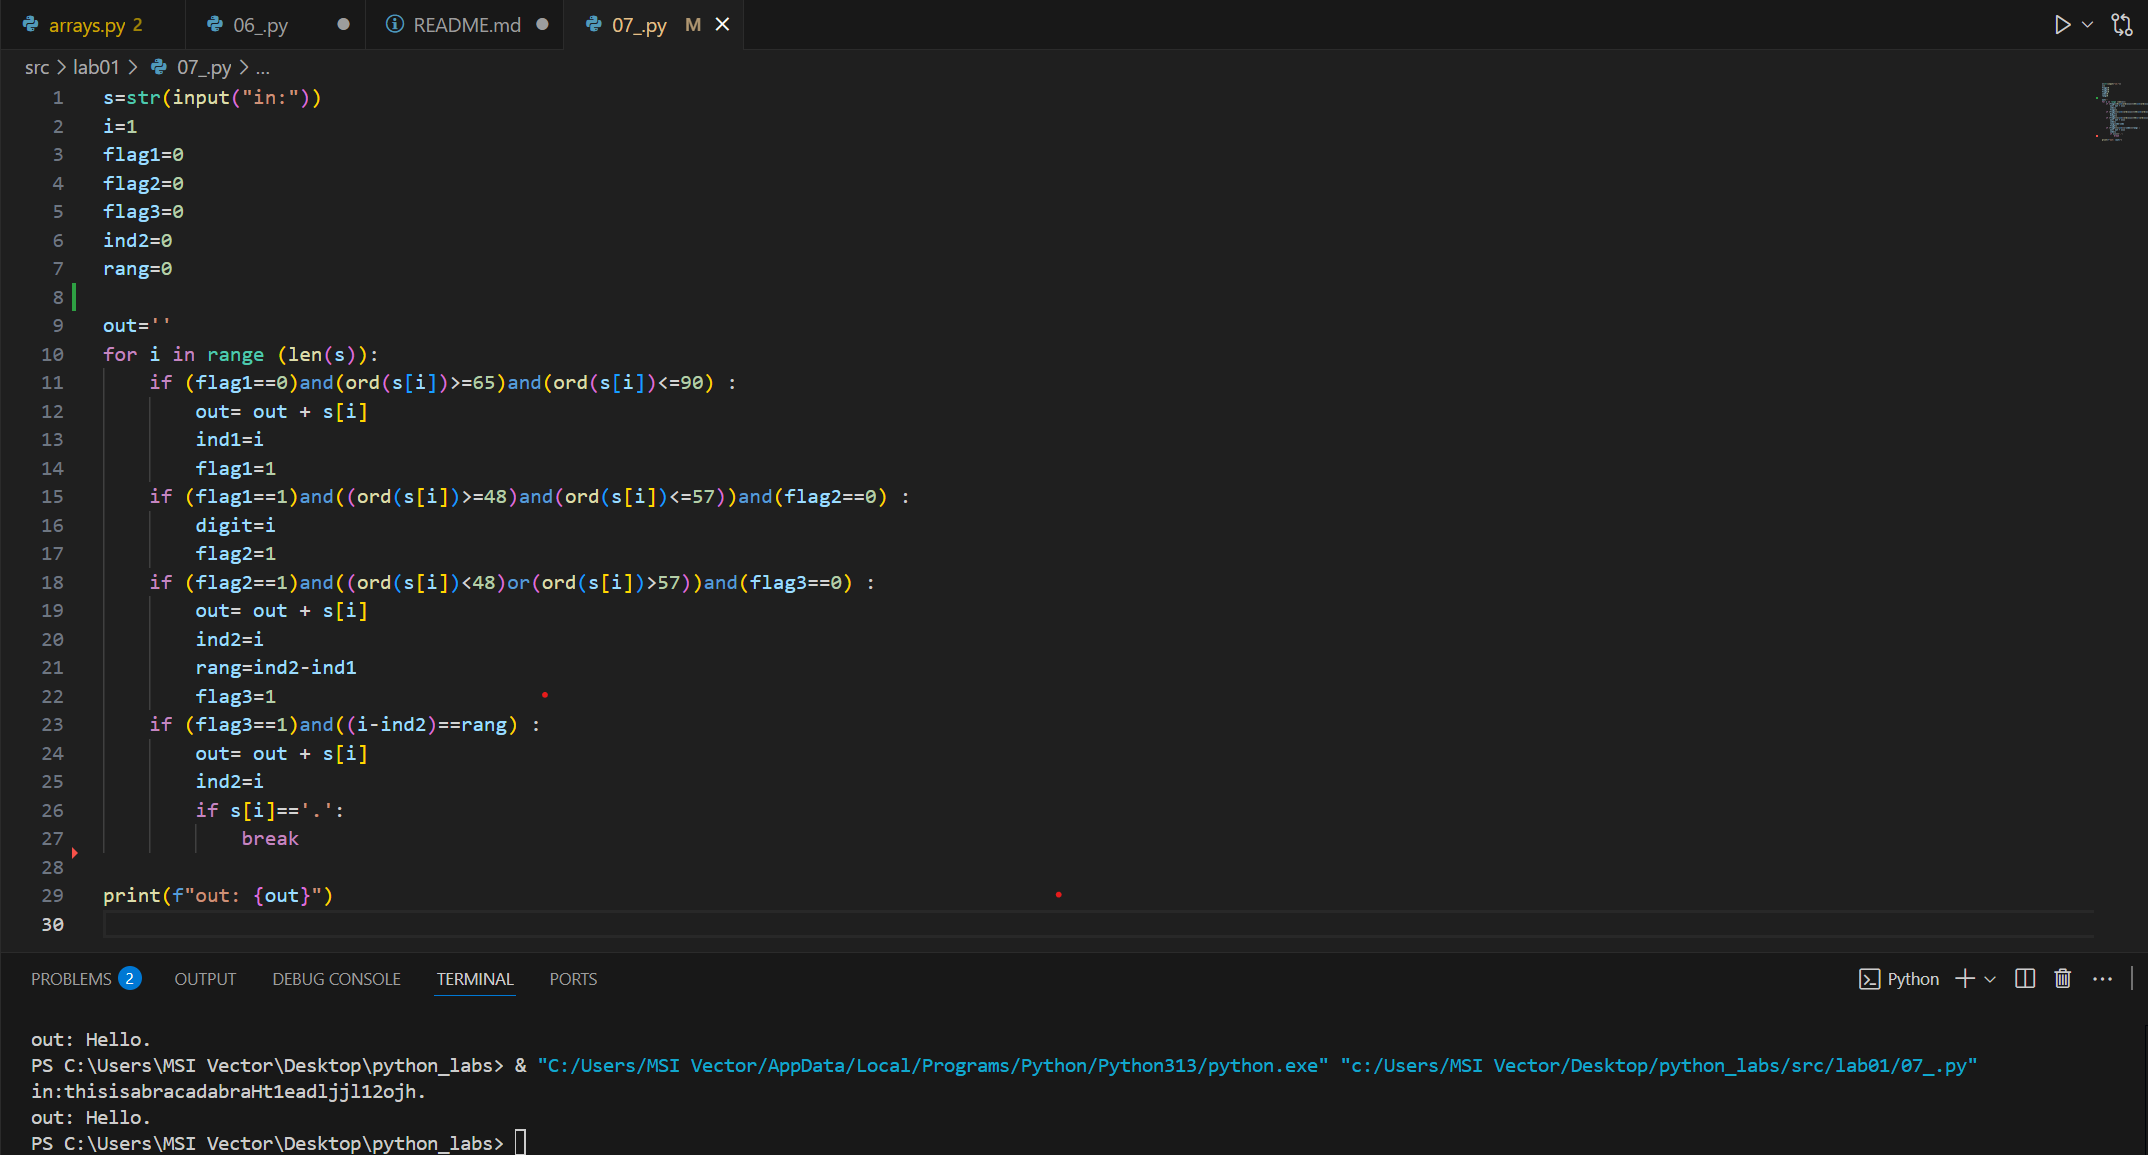 arrays.py 2 06_.py README.md 07_.py M
src > lab01 > 07_.py > ...
1 s=str(input("in:"))
2 i=1
3 flag1=0
4 flag2=0
5 flag3=0
6 ind2=0
7 rang=0
8
9 out=''
10 for i in range (len(s)):
11 if (flag1==0)and(ord(s[i])>=65)and(ord(s[i])<=90) :
12 out= out + s[i]
13 ind1=i
14 flag1=1
15 if (flag1==1)and((ord(s[i])>=48)and(ord(s[i])<=57))and(flag2==0) :
16 digit=i
17 flag2=1
18 if (flag2==1)and((ord(s[i])<48)or(ord(s[i])>57))and(flag3==0) :
19 out= out + s[i]
20 ind2=i
21 rang=ind2-ind1
22 flag3=1
23 if (flag3==1)and((i-ind2)==rang) :
24 out= out + s[i]
25 ind2=i
26 if s[i]=='.':
27 break
28
29 print(f"out: {out}")
30
PROBLEMS 2 OUTPUT DEBUG CONSOLE TERMINAL PORTS Python
out: Hello.
PS C:\Users\MSI Vector\Desktop\python_labs> & "C:/Users/MSI Vector/AppData/Local/Programs/Python/Python313/python.exe" "c:/Users/MSI Vector/Desktop/python_labs/src/lab01/07_.py"
in:thisisabracadabraHt1eadljjl12ojh.
out: Hello.
PS C:\Users\MSI Vector\Desktop\python_labs>